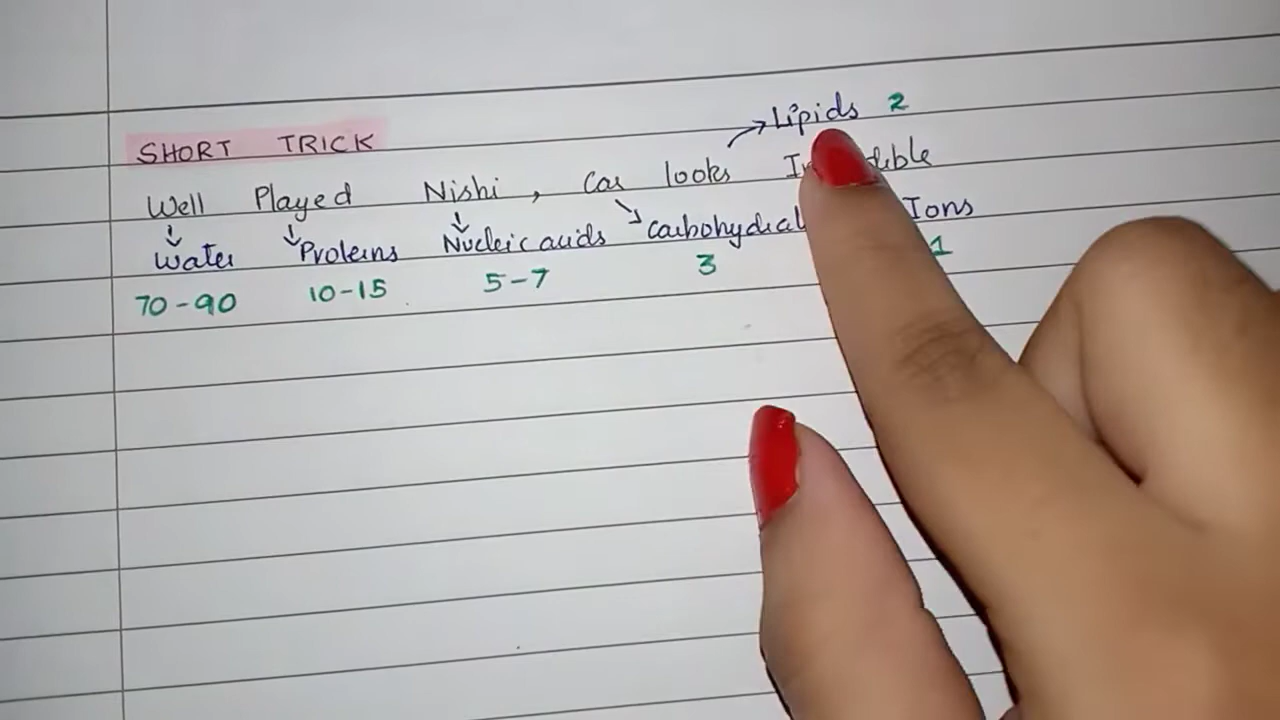 SHORT TRICK
Lipids 2
Well Played Nishi, Car looks
Water Proteins Nucleic acids Ions
70-90 10-15 5-7 3 1